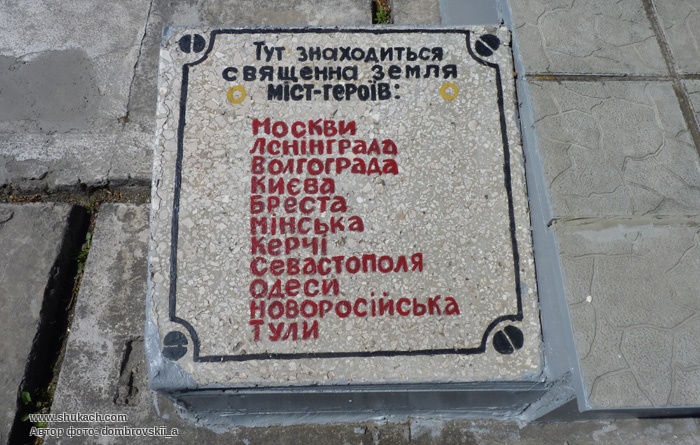 Тут знаходиться
священна земля
міст-героїв:
Москви
Лєнінграда
Волгограда
Києва
Бреста
Мінська
Керчі
Севастополя
Одеси
Новоросійська
Тули
www.shukach.com
Автор фото: dombrovskii_a